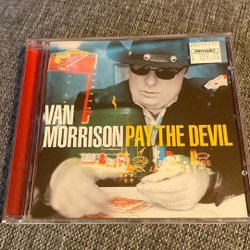 VAN
MORRISON PAY THE DEVIL